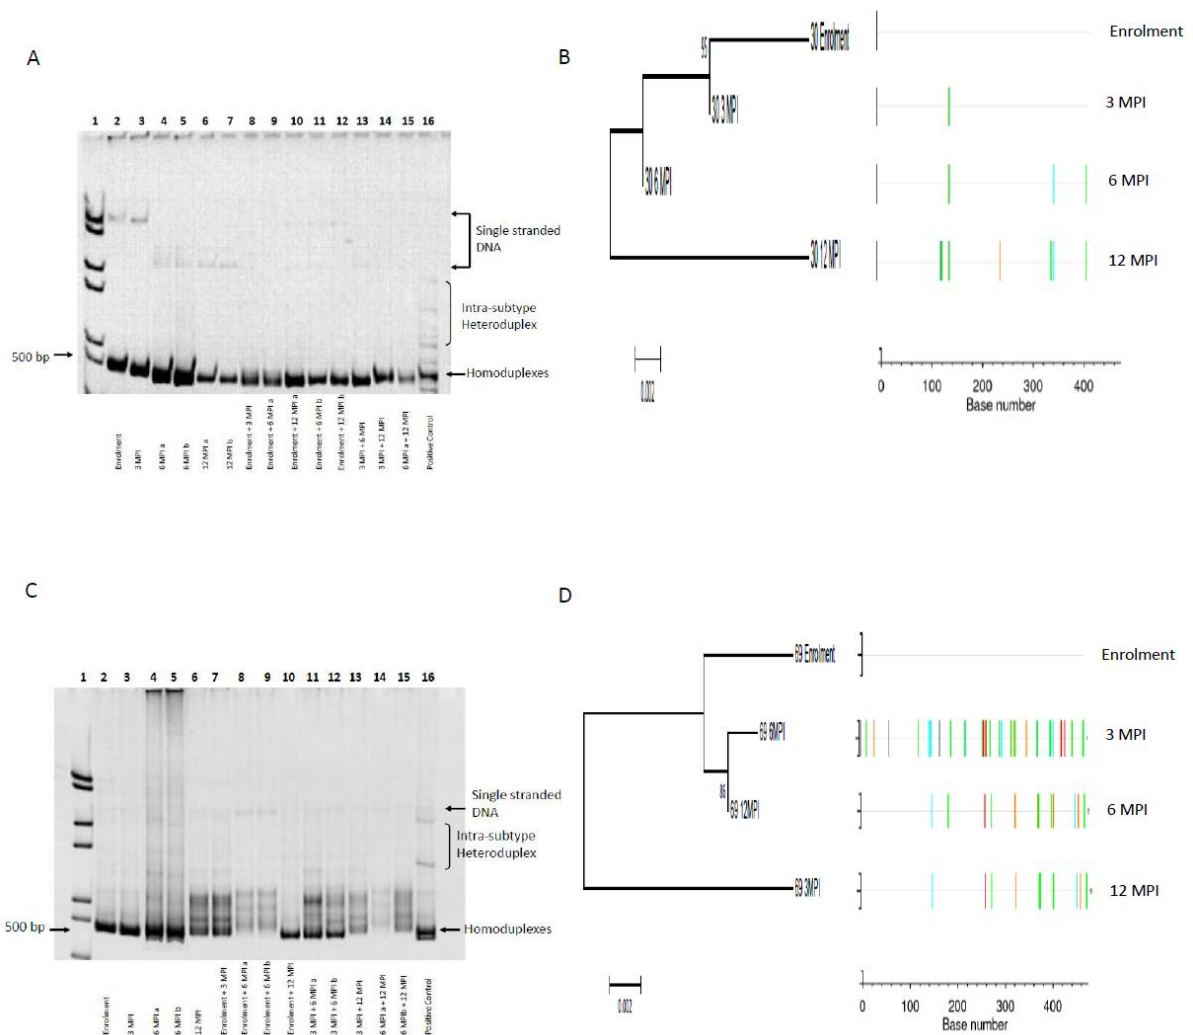 A
1 2 3 4 5 6 7 8 9 10 11 12 13 14 15 16
Single stranded
DNA
Intra-subtype
Heteroduplex
500 bp
Homoduplexes
Enrolment
3 MPI
6 MPI a
6 MPI b
12 MPI a
12 MPI b
Enrolment + 3 MPI
Enrolment + 6 MPI a
Enrolment + 12 MPI a
Enrolment + 6 MPI b
Enrolment + 12 MPI b
3 MPI + 6 MPI
3 MPI + 12 MPI
6 MPI a + 12 MPI
Positive Control
B
30 Enrolment
95
30 3 MPI
30 6 MPI
30 12 MPI
0.002
Enrolment
3 MPI
6 MPI
12 MPI
0 100 200 300 400
Base number
C
1 2 3 4 5 6 7 8 9 10 11 12 13 14 15 16
Single stranded
DNA
Intra-subtype
Heteroduplex
500 bp
Homoduplexes
Enrolment
3 MPI
6 MPI a
6 MPI b
12 MPI
Enrolment + 3 MPI
Enrolment + 6 MPI a
Enrolment + 6 MPI b
Enrolment + 12 MPI
3 MPI + 6 MPI a
3 MPI + 6 MPI b
3 MPI + 12 MPI
6 MPI a + 12 MPI
6 MPIb + 12 MPI
Positive Control
D
69 Enrolment
69 6MPI
86
69 12MPI
69 3MPI
0.002
Enrolment
3 MPI
6 MPI
12 MPI
0 100 200 300 400
Base number